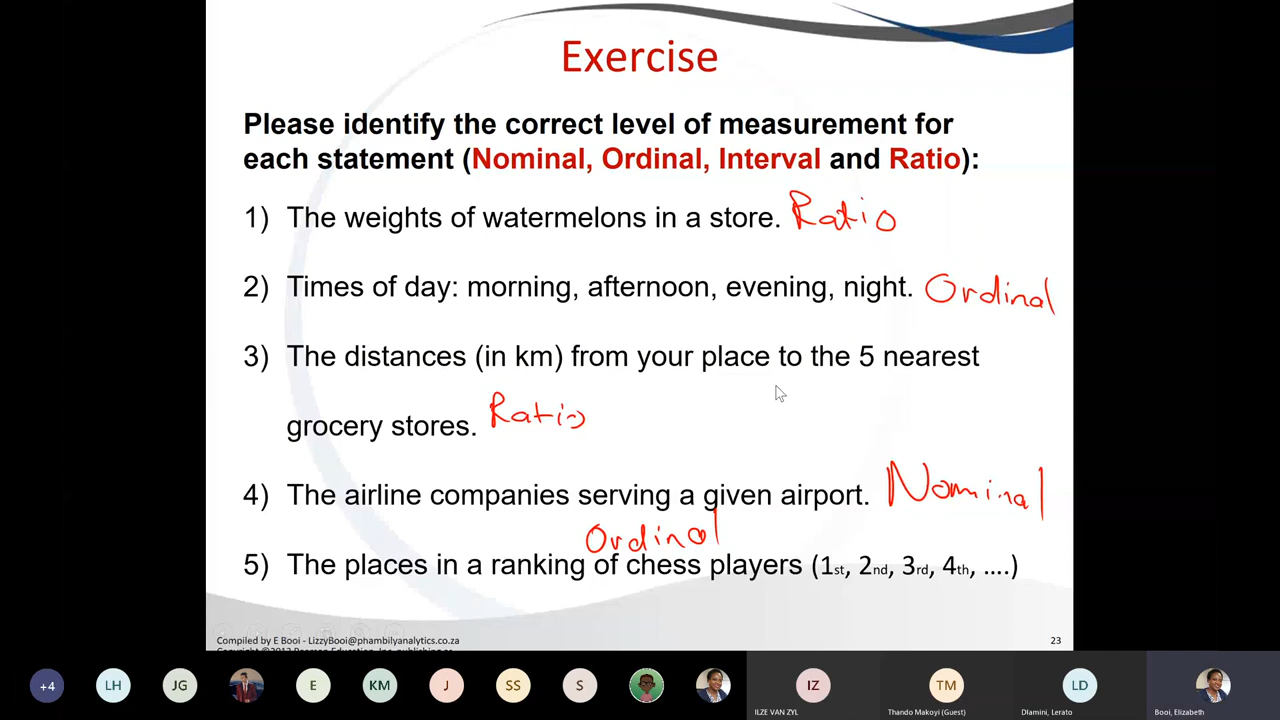 Exercise
Please identify the correct level of measurement for
each statement (Nominal, Ordinal, Interval and Ratio):
1) The weights of watermelons in a store. Ratio
2) Times of day: morning, afternoon, evening, night. Ordinal
3) The distances (in km) from your place to the 5 nearest
grocery stores. Ratio
4) The airline companies serving a given airport. Nominal
Ordinal
5) The places in a ranking of chess players (1st, 2nd, 3rd, 4th, ....)
Compiled by E Booi - LizzyBooi@phambilyanalytics.co.za
23
+4 LH JG E KM J SS S IZ TM LD
ILZE VAN ZYL Thando Makoyi (Guest) Dlamini, Lerato Booi, Elizabeth